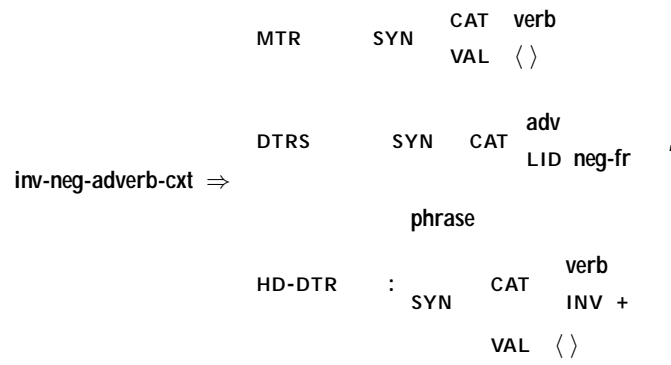 MTR SYN CAT verb
VAL ⟨ ⟩
DTRS SYN CAT adv
LID neg-fr ,
inv-neg-adverb-cxt ⇒
phrase
HD-DTR : SYN CAT verb
INV +
VAL ⟨ ⟩